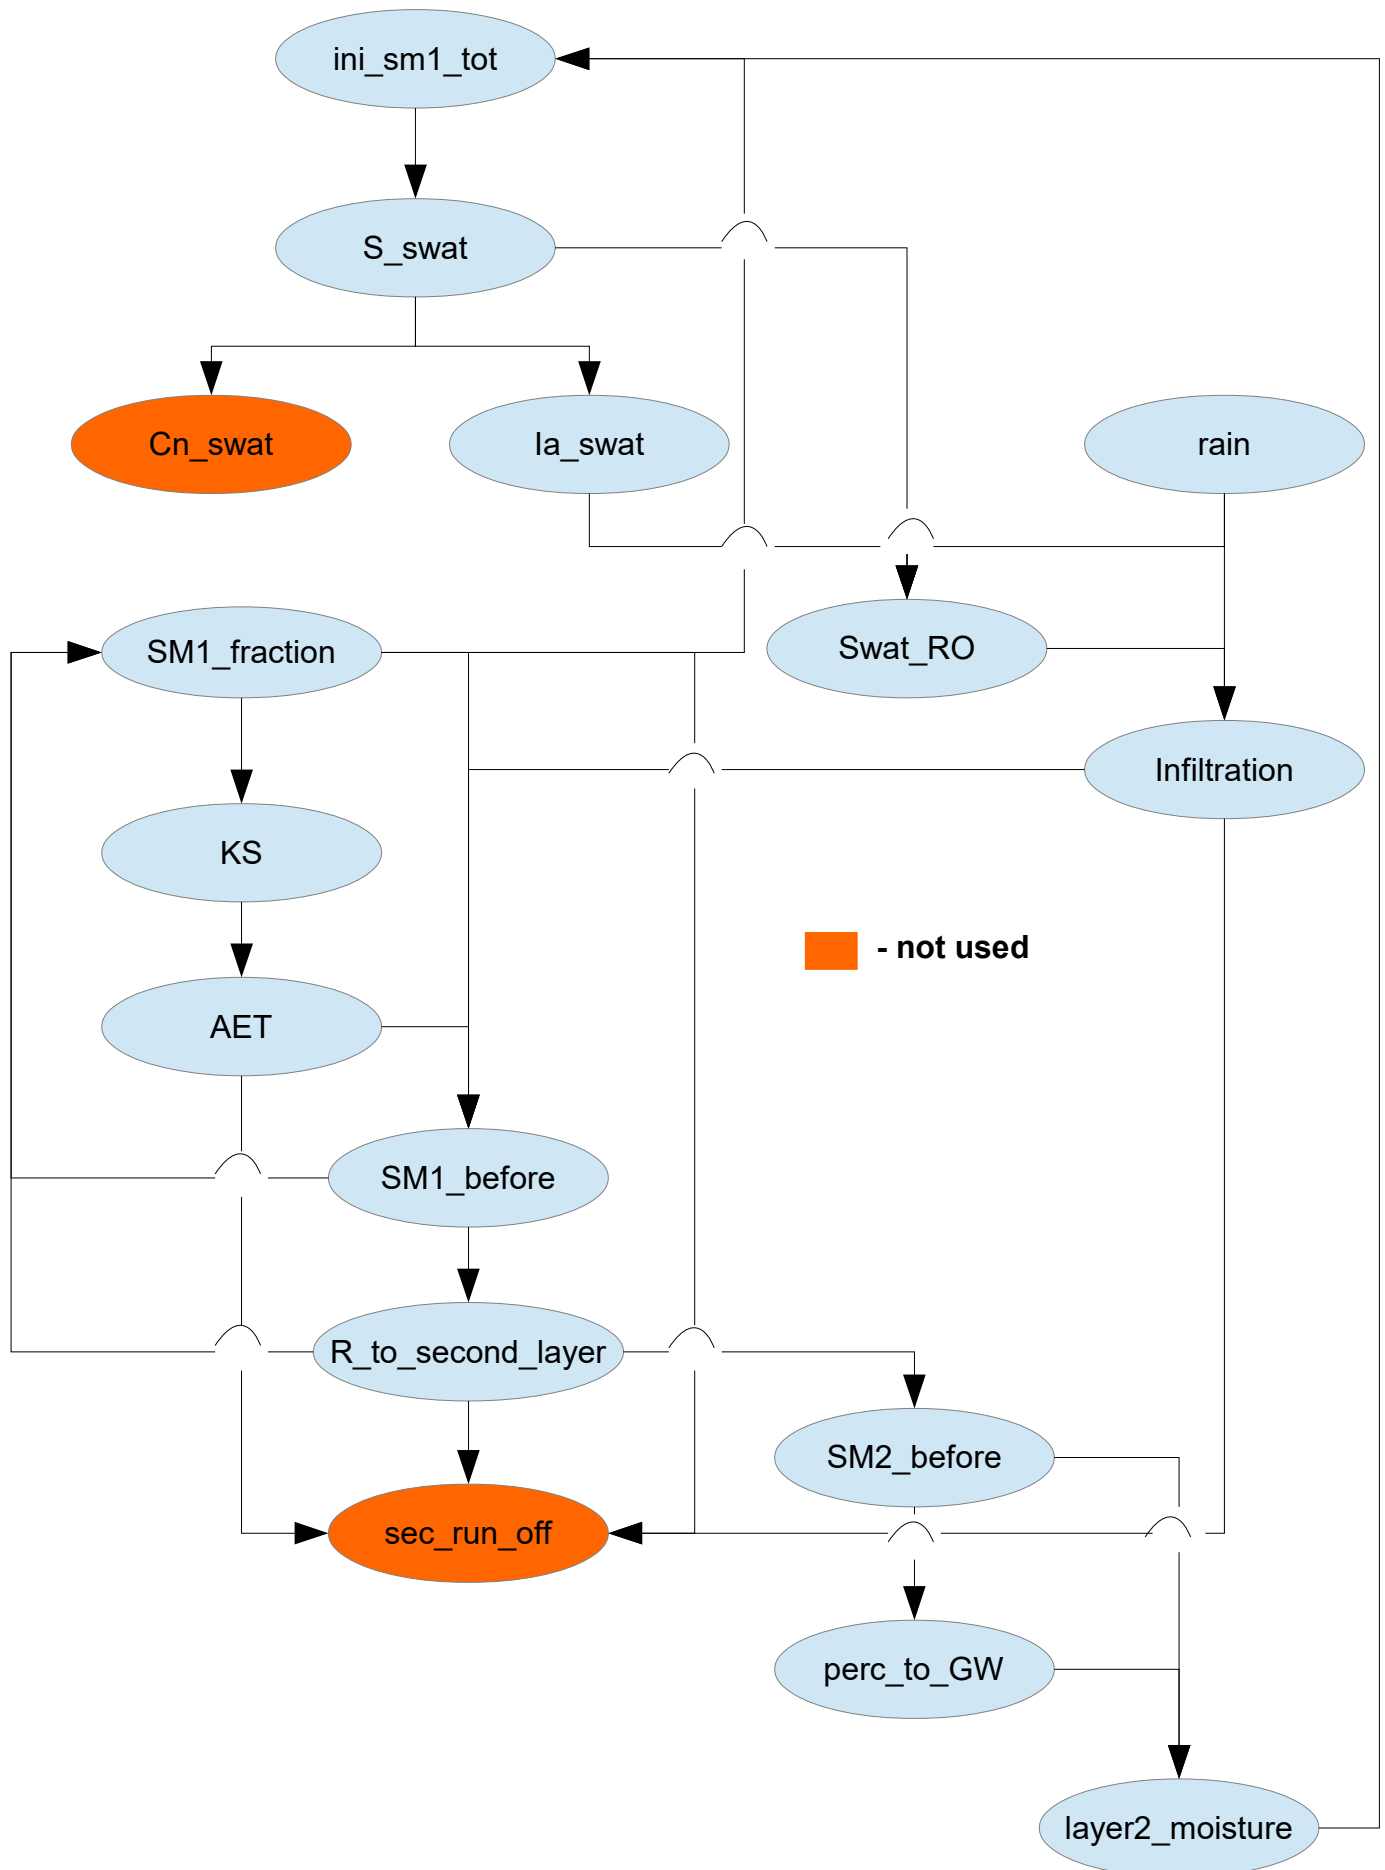 ini_sm1_tot
S_swat
Cn_swat
Ia_swat
rain
SM1_fraction
Swat_RO
Infiltration
KS
- not used
AET
SM1_before
R_to_second_layer
SM2_before
sec_run_off
perc_to_GW
layer2_moisture